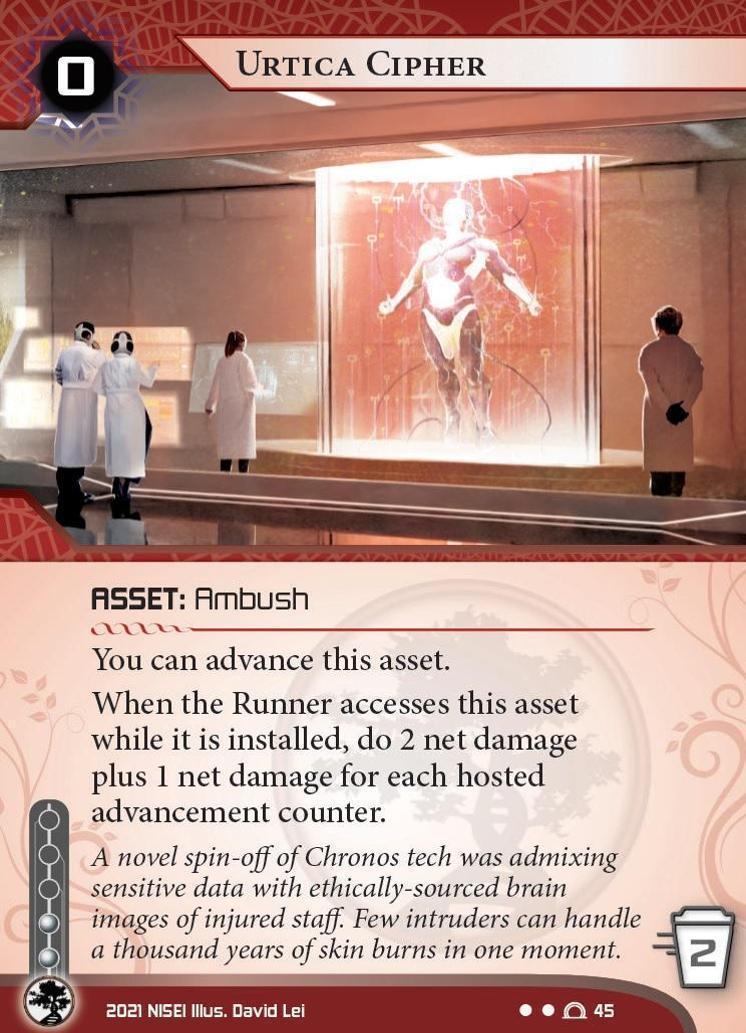 0
URTICA CIPHER
ASSET: Ambush
You can advance this asset.
When the Runner accesses this asset
while it is installed, do 2 net damage
plus 1 net damage for each hosted
advancement counter.
A novel spin-off of Chronos tech was admixing
sensitive data with ethically-sourced brain
images of injured staff. Few intruders can handle
a thousand years of skin burns in one moment.
2
2021 NISEI Illus. David Lei
45